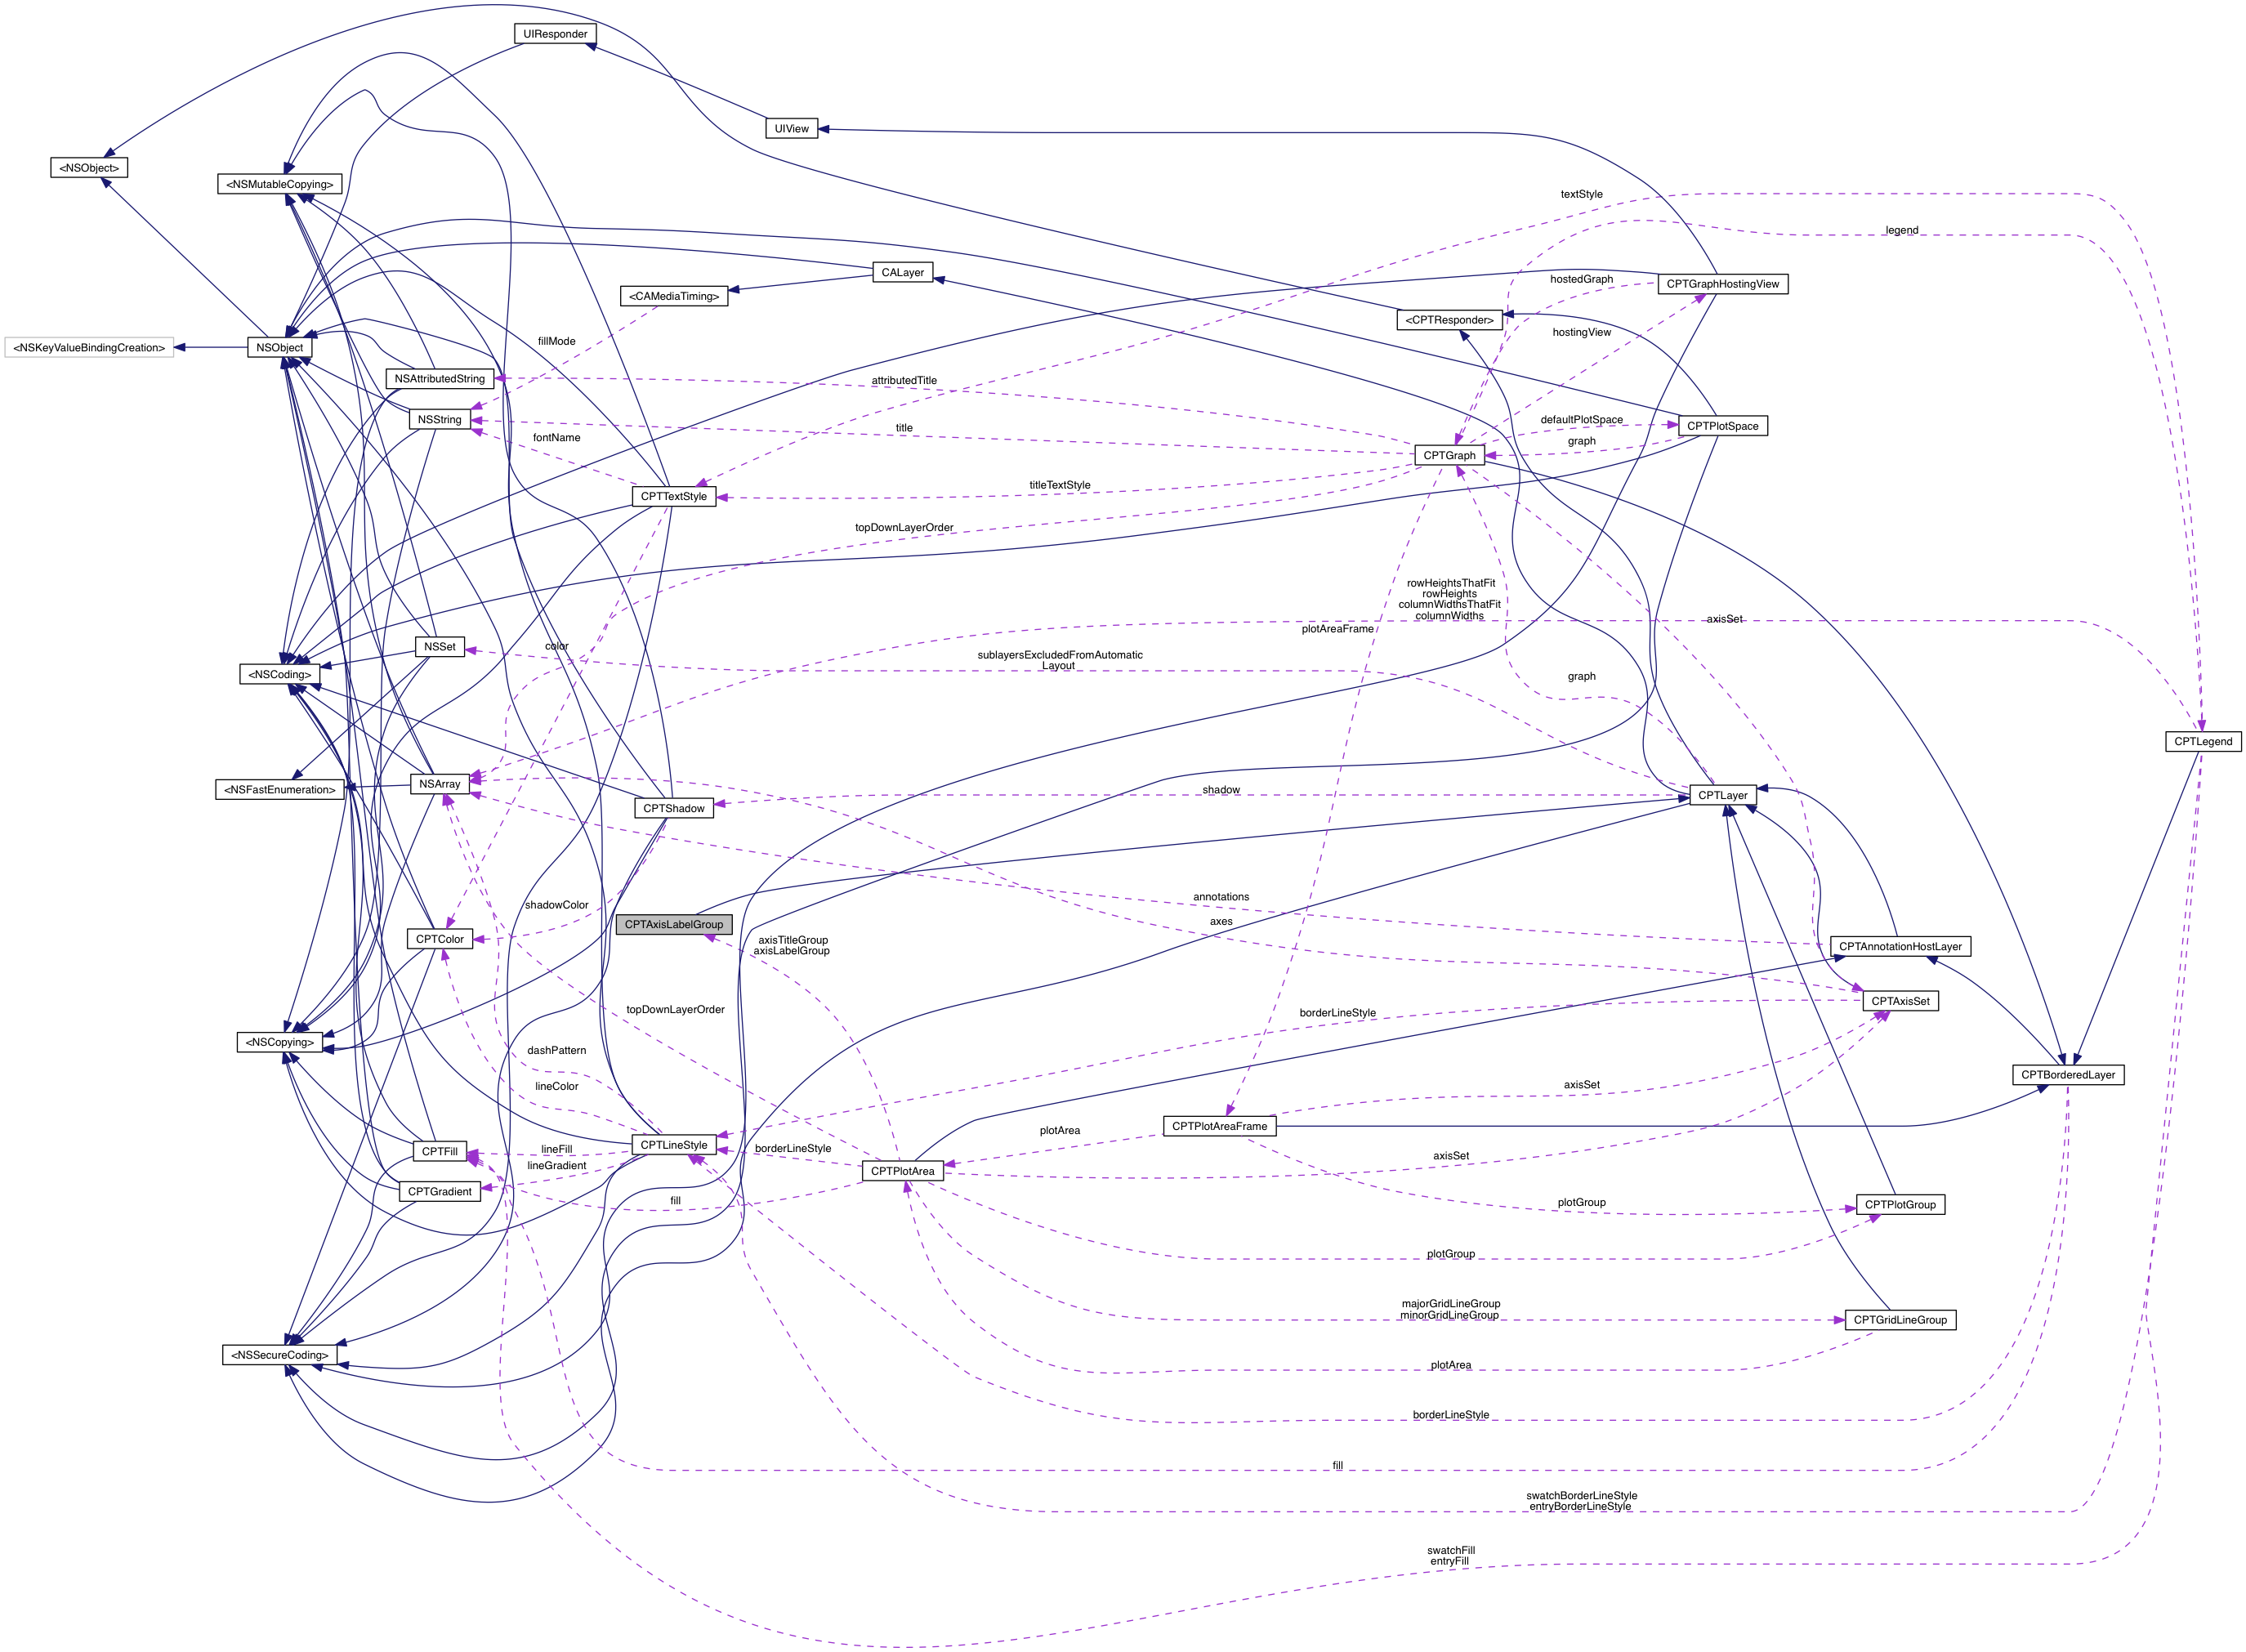 UIResponder
UIView
<NSObject>
<NSMutableCopying>
textStyle
legend
CALayer
hostedGraph
CPTGraphHostingView
<CAMediaTiming>
<CPTResponder>
hostingView
fillMode
<NSKeyValueBindingCreation>
NSObject
NSAttributedString
attributedTitle
NSString
title
defaultPlotSpace
CPTPlotSpace
fontName
graph
CPTGraph
titleTextStyle
CPTTextStyle
topDownLayerOrder
rowHeightsThatFit
rowHeights
columnWidthsThatFit
columnWidths
axisSet
plotAreaFrame
NSSet
color
sublayersExcludedFromAutomatic
Layout
<NSCoding>
graph
CPTLegend
<NSFastEnumeration>
NSArray
shadow
CPTLayer
CPTShadow
annotations
shadowColor
axes
CPTAxisLabelGroup
CPTColor
axisTitleGroup
axisLabelGroup
CPTAnnotationHostLayer
CPTAxisSet
topDownLayerOrder
borderLineStyle
<NSCopying>
dashPattern
CPTBorderedLayer
lineColor
axisSet
CPTPlotAreaFrame
plotArea
CPTLineStyle
borderLineStyle
CPTFill
lineFill
axisSet
lineGradient
CPTPlotArea
CPTGradient
fill
plotGroup
CPTPlotGroup
plotGroup
majorGridLineGroup
minorGridLineGroup
CPTGridLineGroup
<NSSecureCoding>
plotArea
borderLineStyle
fill
swatchBorderLineStyle
entryBorderLineStyle
swatchFill
entryFill